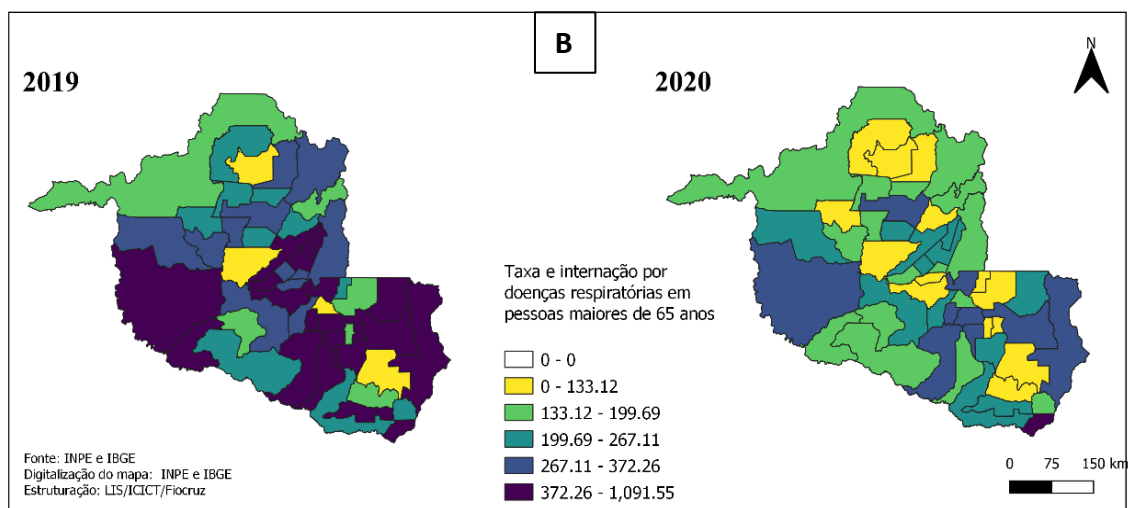 B
2019
2020
N
Taxa e internação por
doenças respiratórias em
pessoas maiores de 65 anos
0 - 0
0 - 133.12
133.12 - 199.69
199.69 - 267.11
267.11 - 372.26
372.26 - 1,091.55
Fonte: INPE e IBGE
Digitalização do mapa: INPE e IBGE
Estruturação: LIS/ICICT/Fiocruz
0 75 150 km